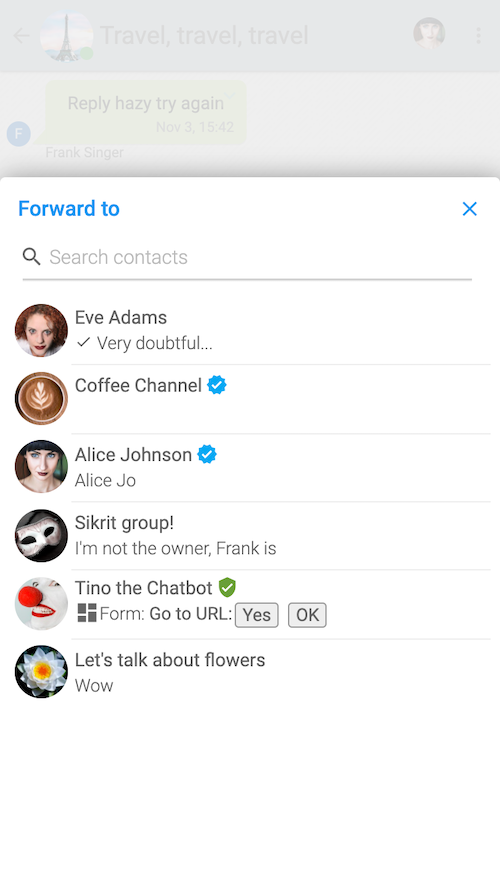 Travel, travel, travel
Reply hazy try again
Nov 3, 15:42
F
Frank Singer
Forward to
Search contacts
Eve Adams
Very doubtful...
Coffee Channel
Alice Johnson
Alice Jo
Sikrit group!
I'm not the owner, Frank is
Tino the Chatbot
Form: Go to URL: Yes OK
Let's talk about flowers
Wow